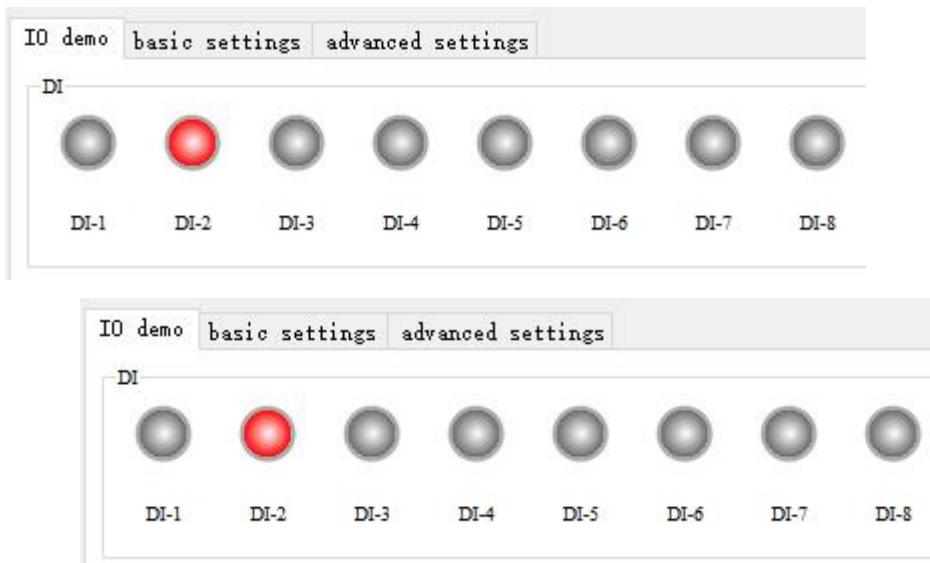 IO demo basic settings advanced settings
DI
DI-1 DI-2 DI-3 DI-4 DI-5 DI-6 DI-7 DI-8
IO demo basic settings advanced settings
DI
DI-1 DI-2 DI-3 DI-4 DI-5 DI-6 DI-7 DI-8